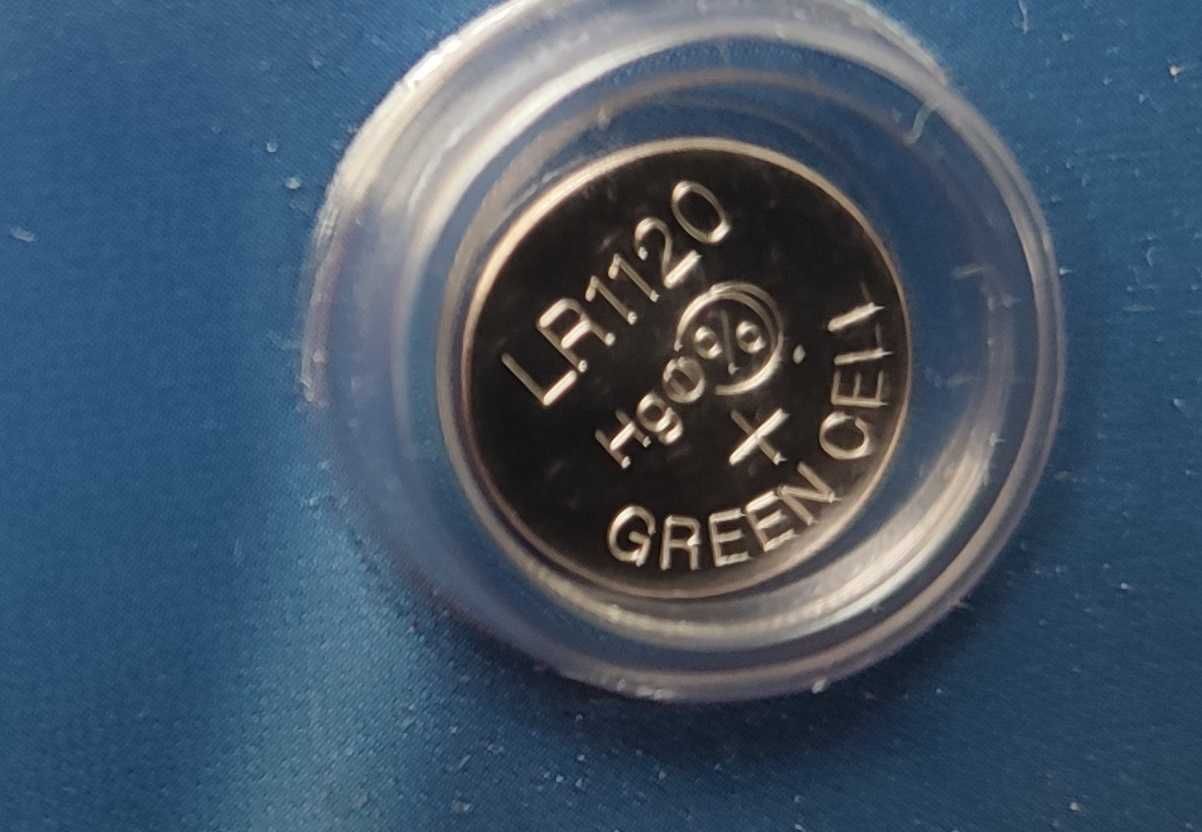 LR1120
Hg0%
+
GREEN CELL